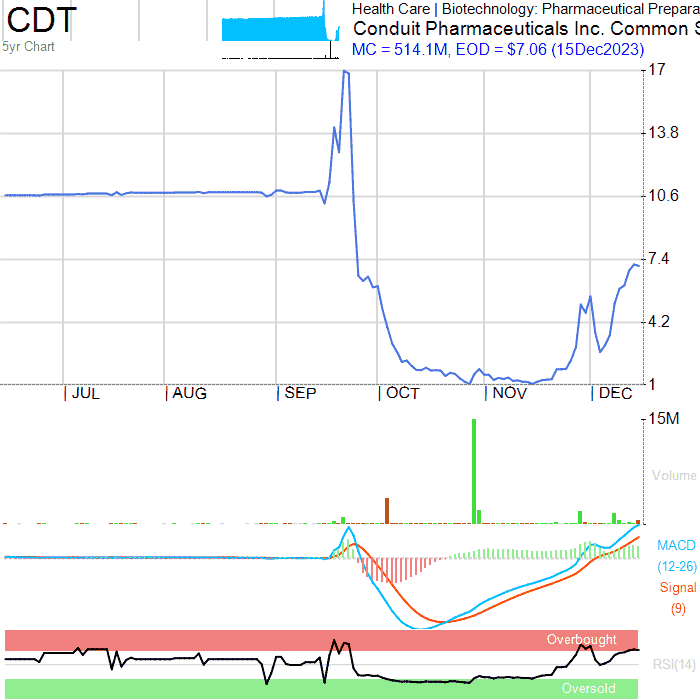 CDT
5yr Chart
Health Care | Biotechnology: Pharmaceutical Prepara
Conduit Pharmaceuticals Inc. Common S
MC = 514.1M, EOD = $7.06 (15Dec2023)
17
13.8
10.6
7.4
4.2
1
JUL
AUG
SEP
OCT
NOV
DEC
15M
Volume
MACD
(12-26)
Signal
(9)
Overbought
RSI(14)
Oversold